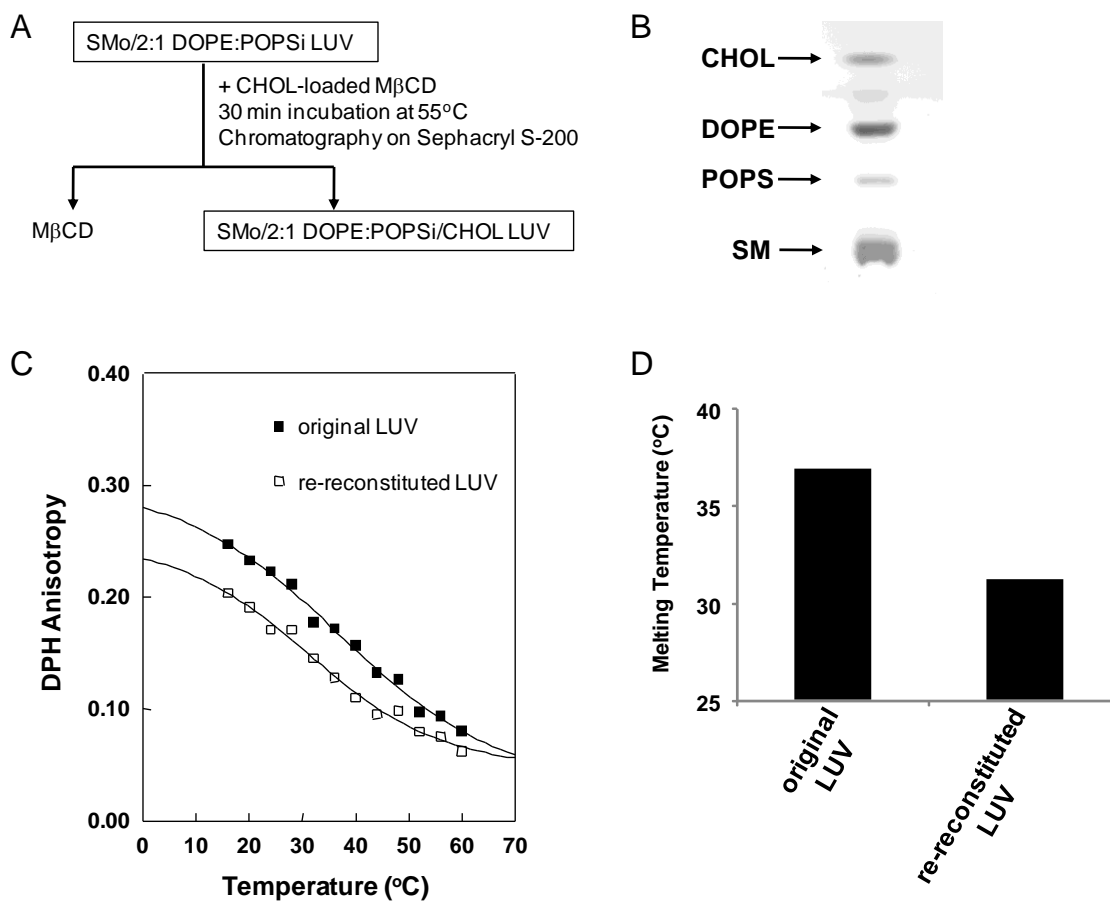 A
SMo/2:1 DOPE:POPSi LUV
+ CHOL-loaded MβCD
30 min incubation at 55°C
Chromatography on Sephacryl S-200
MβCD
SMo/2:1 DOPE:POPSi/CHOL LUV
B
CHOL
DOPE
POPS
SM
C
0.40
0.30
0.20
0.10
0.00
DPH Anisotropy
original LUV
re-reconstituted LUV
0 10 20 30 40 50 60 70
Temperature (°C)
D
40
35
30
25
Melting Temperature (°C)
original
LUV
re-reconstituted
LUV